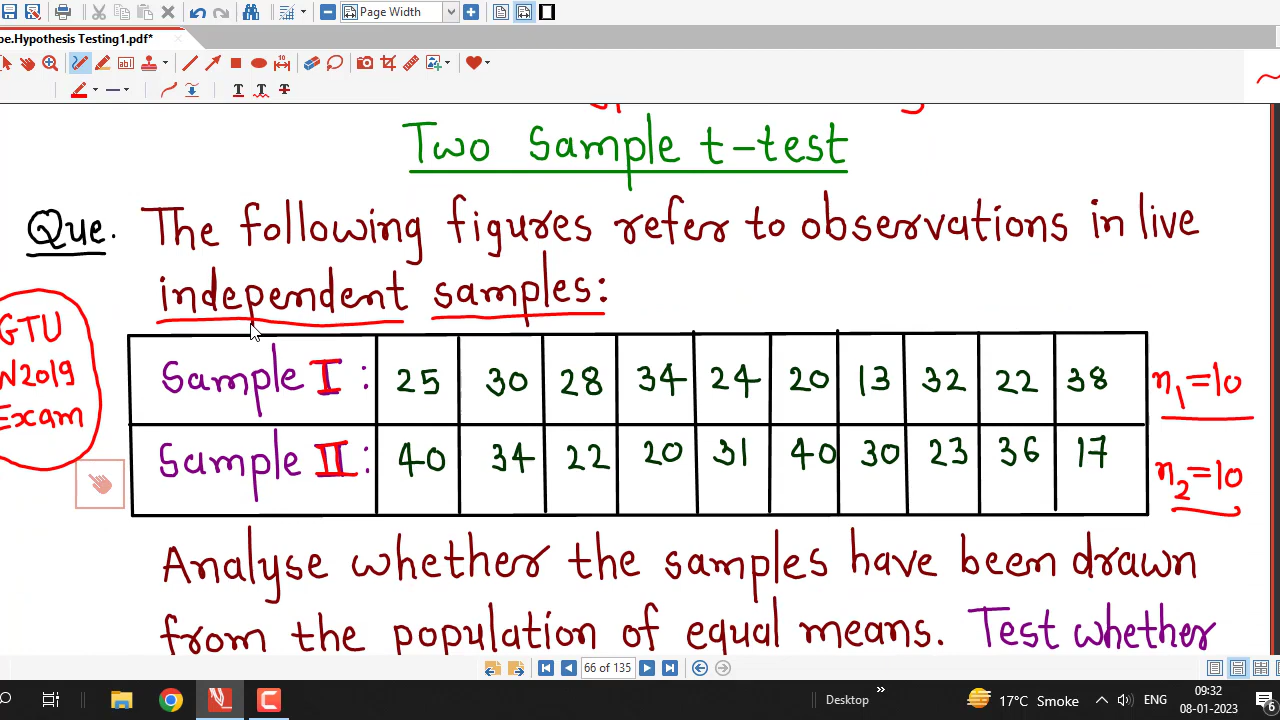 Page Width
pe.Hypothesis Testing1.pdf*
Two Sample t-test
Que. The following figures refer to observations in live
independent samples:
GTU
W2019
Exam
Sample I : 25 30 28 34 24 20 13 32 22 38 n₁=10
Sample II : 40 34 22 20 31 40 30 23 36 17 n₂=10
Analyse whether the samples have been drawn
from the population of equal means. Test whether
66 of 135
Desktop » 17°C Smoke ENG 09:32
08-01-2023 6